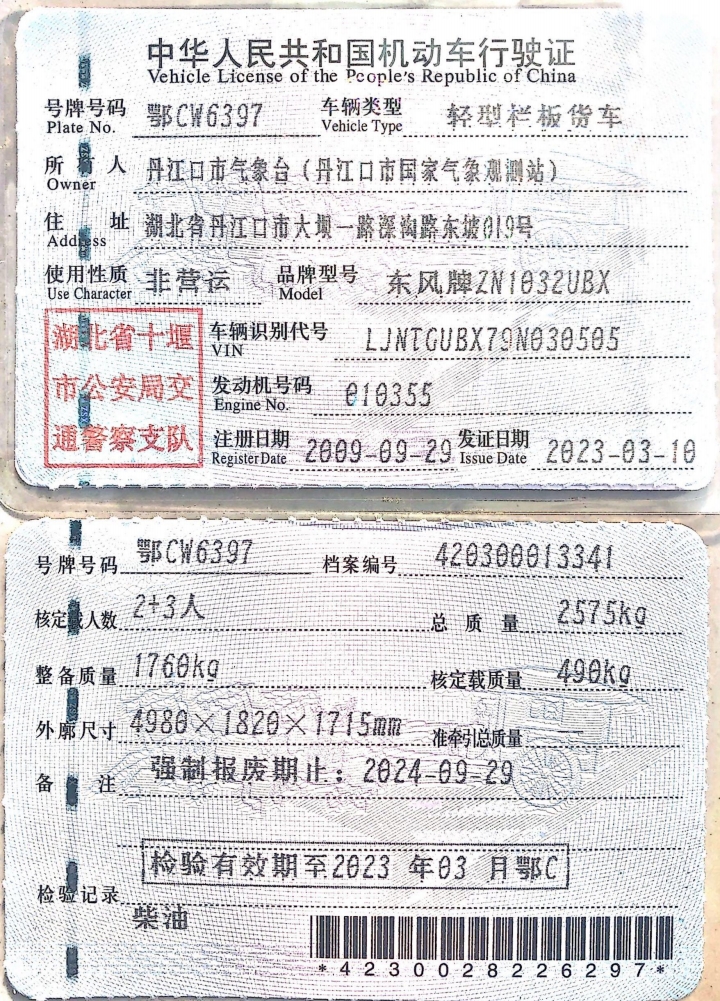 中华人民共和国机动车行驶证
Vehicle License of the People's Republic of China
号牌号码 鄂CW6397 车辆类型 轻型栏板货车
Plate No. Vehicle Type
所有人 丹江口市气象台（丹江口市国家气象观测站）
Owner
住址 湖北省丹江口市大坝一路深沟路东坡019号
Address
使用性质 非营运 品牌型号 东风牌ZN1032UBX
Use Character Model
湖北省十堰
市公安局交
通警察支队
车辆识别代号 LJNTGUBX79N030505
VIN
发动机号码 010355
Engine No.
注册日期 2009-09-29 发证日期 2023-03-10
Register Date Issue Date
号牌号码 鄂CW6397 档案编号 420300013341
核定载人数 2+3人 总质量 2575kg
整备质量 1760kg 核定载质量 490kg
外廓尺寸 4980×1820×1715mm 准牵引总质量 —
备注 强制报废期止：2024-09-29
检验有效期至2023 年03 月鄂C
检验记录
柴油
*4230028226297*